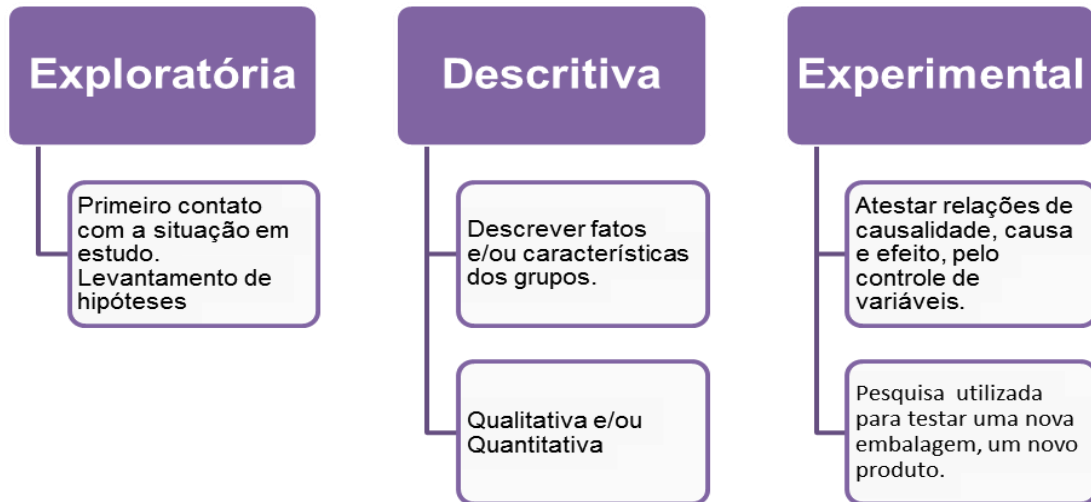 Exploratória
Primeiro contato
com a situação em
estudo.
Levantamento de
hipóteses
Descritiva
Descrever fatos
e/ou características
dos grupos.
Qualitativa e/ou
Quantitativa
Experimental
Atestar relações de
causalidade, causa
e efeito, pelo
controle de
variáveis.
Pesquisa utilizada
para testar uma nova
embalagem, um novo
produto.